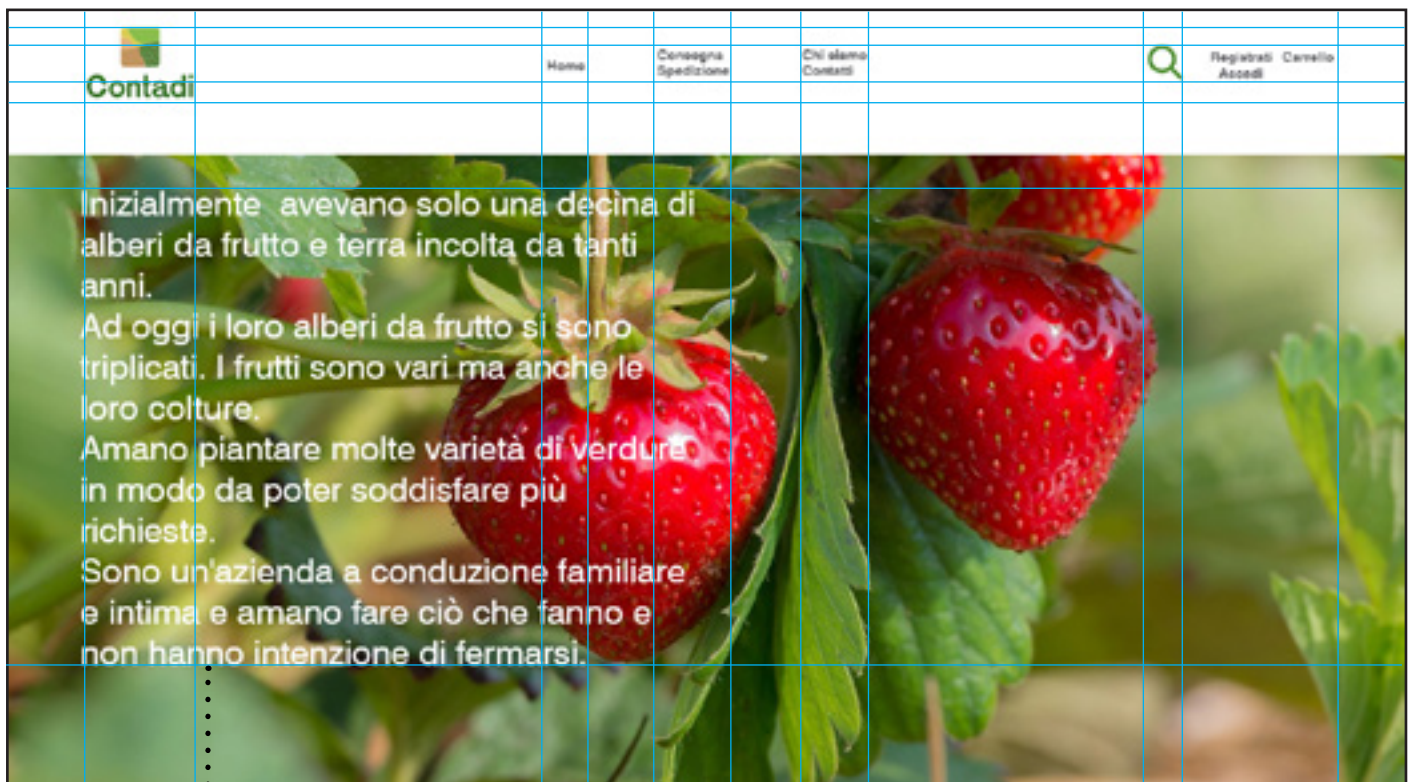 Contadi
Home
Consegna
Spedizione
Chi siamo
Contatti
Registrati Carrello
Accedi
Inizialmente avevano solo una decina di
alberi da frutto e terra incolta da tanti
anni.
Ad oggi i loro alberi da frutto si sono
triplicati. I frutti sono vari ma anche le
loro colture.
Amano piantare molte varietà di verdure
in modo da poter soddisfare più
richieste.
Sono un'azienda a conduzione familiare
e intima e amano fare ciò che fanno e
non hanno intenzione di fermarsi.